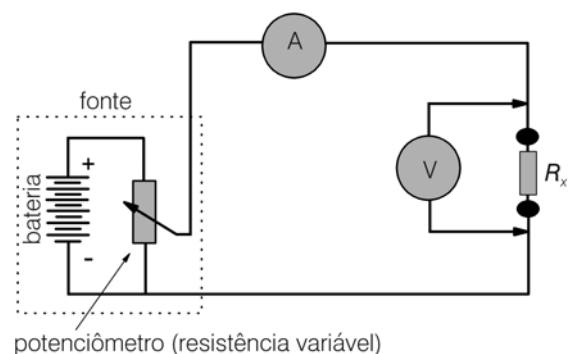 A
fonte
bateria
+
-
V
Rx
potenciômetro (resistência variável)